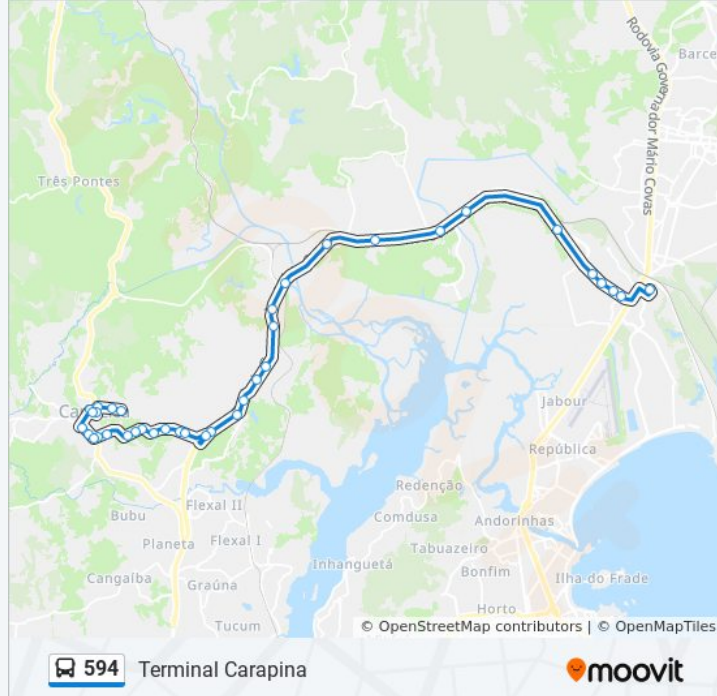 Rodovia Governador Mário Covas
Barce
Três Pontes
Ca
Jabour
República
Redenção
Flexal II
Bubu
Comdusa
Andorinhas
Planeta
Flexal I
Tabuazeiro
Inhanguetá
Bonfim
Cangaíba
Graúna
Ilha do Frade
Horto
Tucum
© OpenStreetMap contributors | © OpenMapTiles
594 Terminal Carapina
moovit